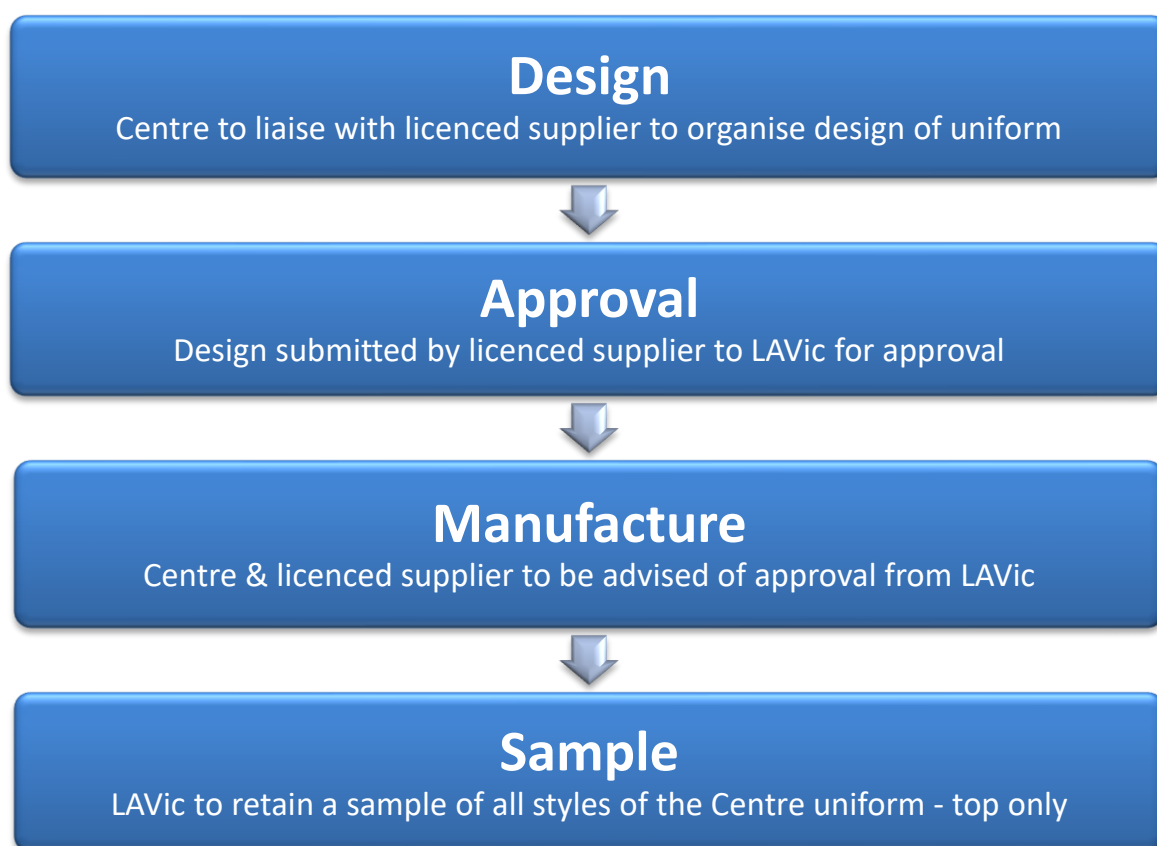 Design
Centre to liaise with licenced supplier to organise design of uniform
Approval
Design submitted by licenced supplier to LAVic for approval
Manufacture
Centre & licenced supplier to be advised of approval from LAVic
Sample
LAVic to retain a sample of all styles of the Centre uniform - top only